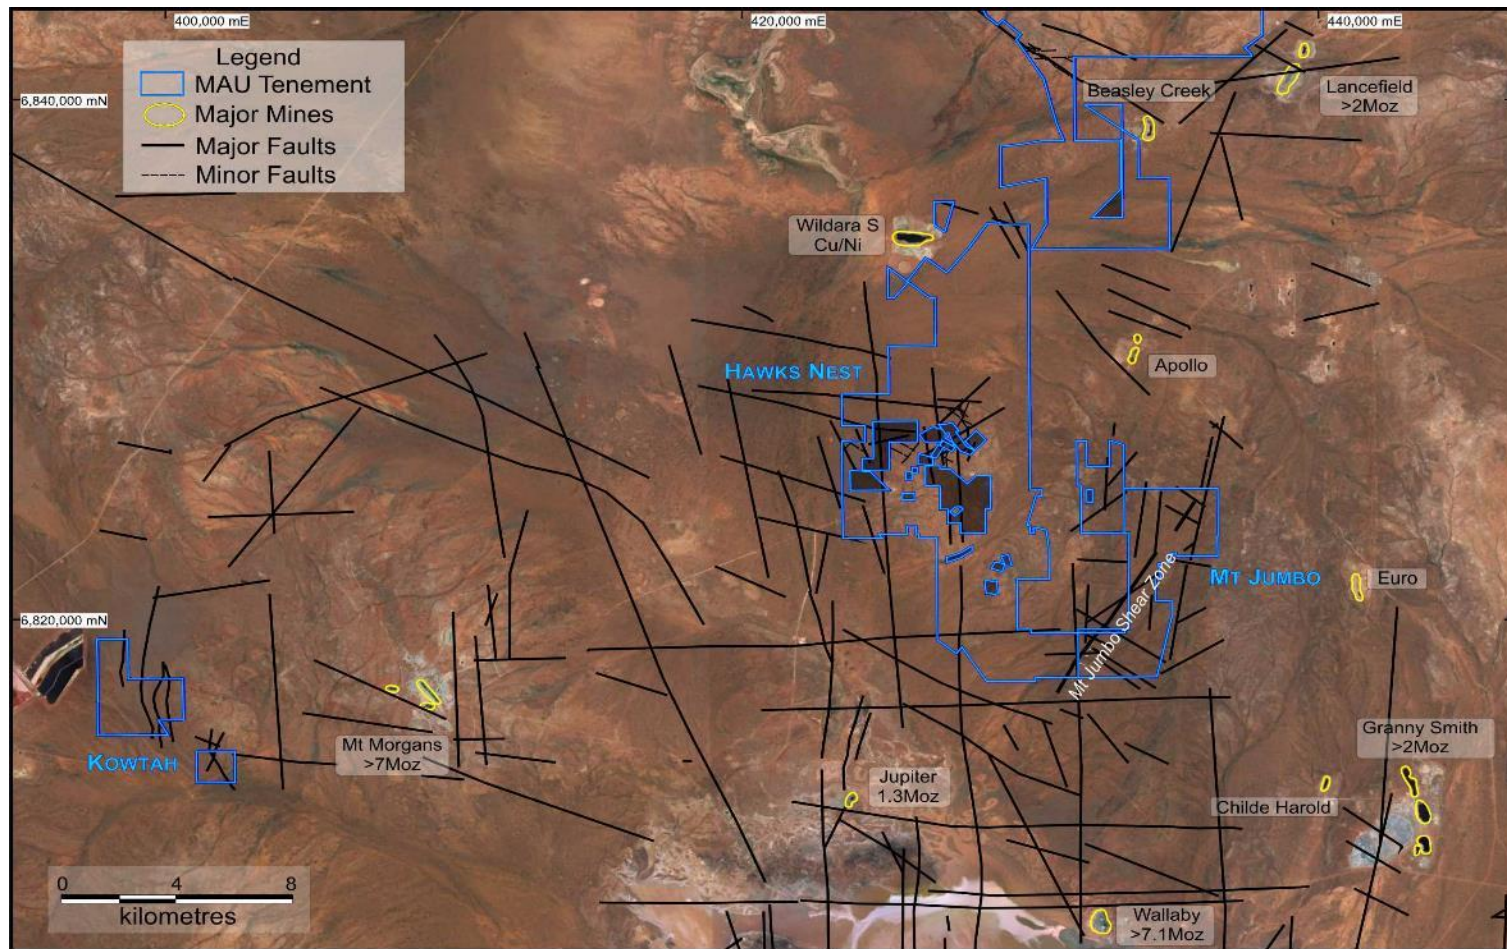 400,000 mE
420,000 mE
440,000 mE
Legend
MAU Tenement
Major Mines
Major Faults
Minor Faults
6,840,000 mN
Beasley Creek
Lancefield
>2Moz
Wildara S
Cu/Ni
HAWKS NEST
Apollo
MT JUMBO
Euro
Mt Jumbo Shear Zone
6,820,000 mN
KOWTAH
Mt Morgans
>7Moz
Jupiter
1.3Moz
Granny Smith
>2Moz
Childe Harold
Wallaby
>7.1Moz
0 4 8
kilometres